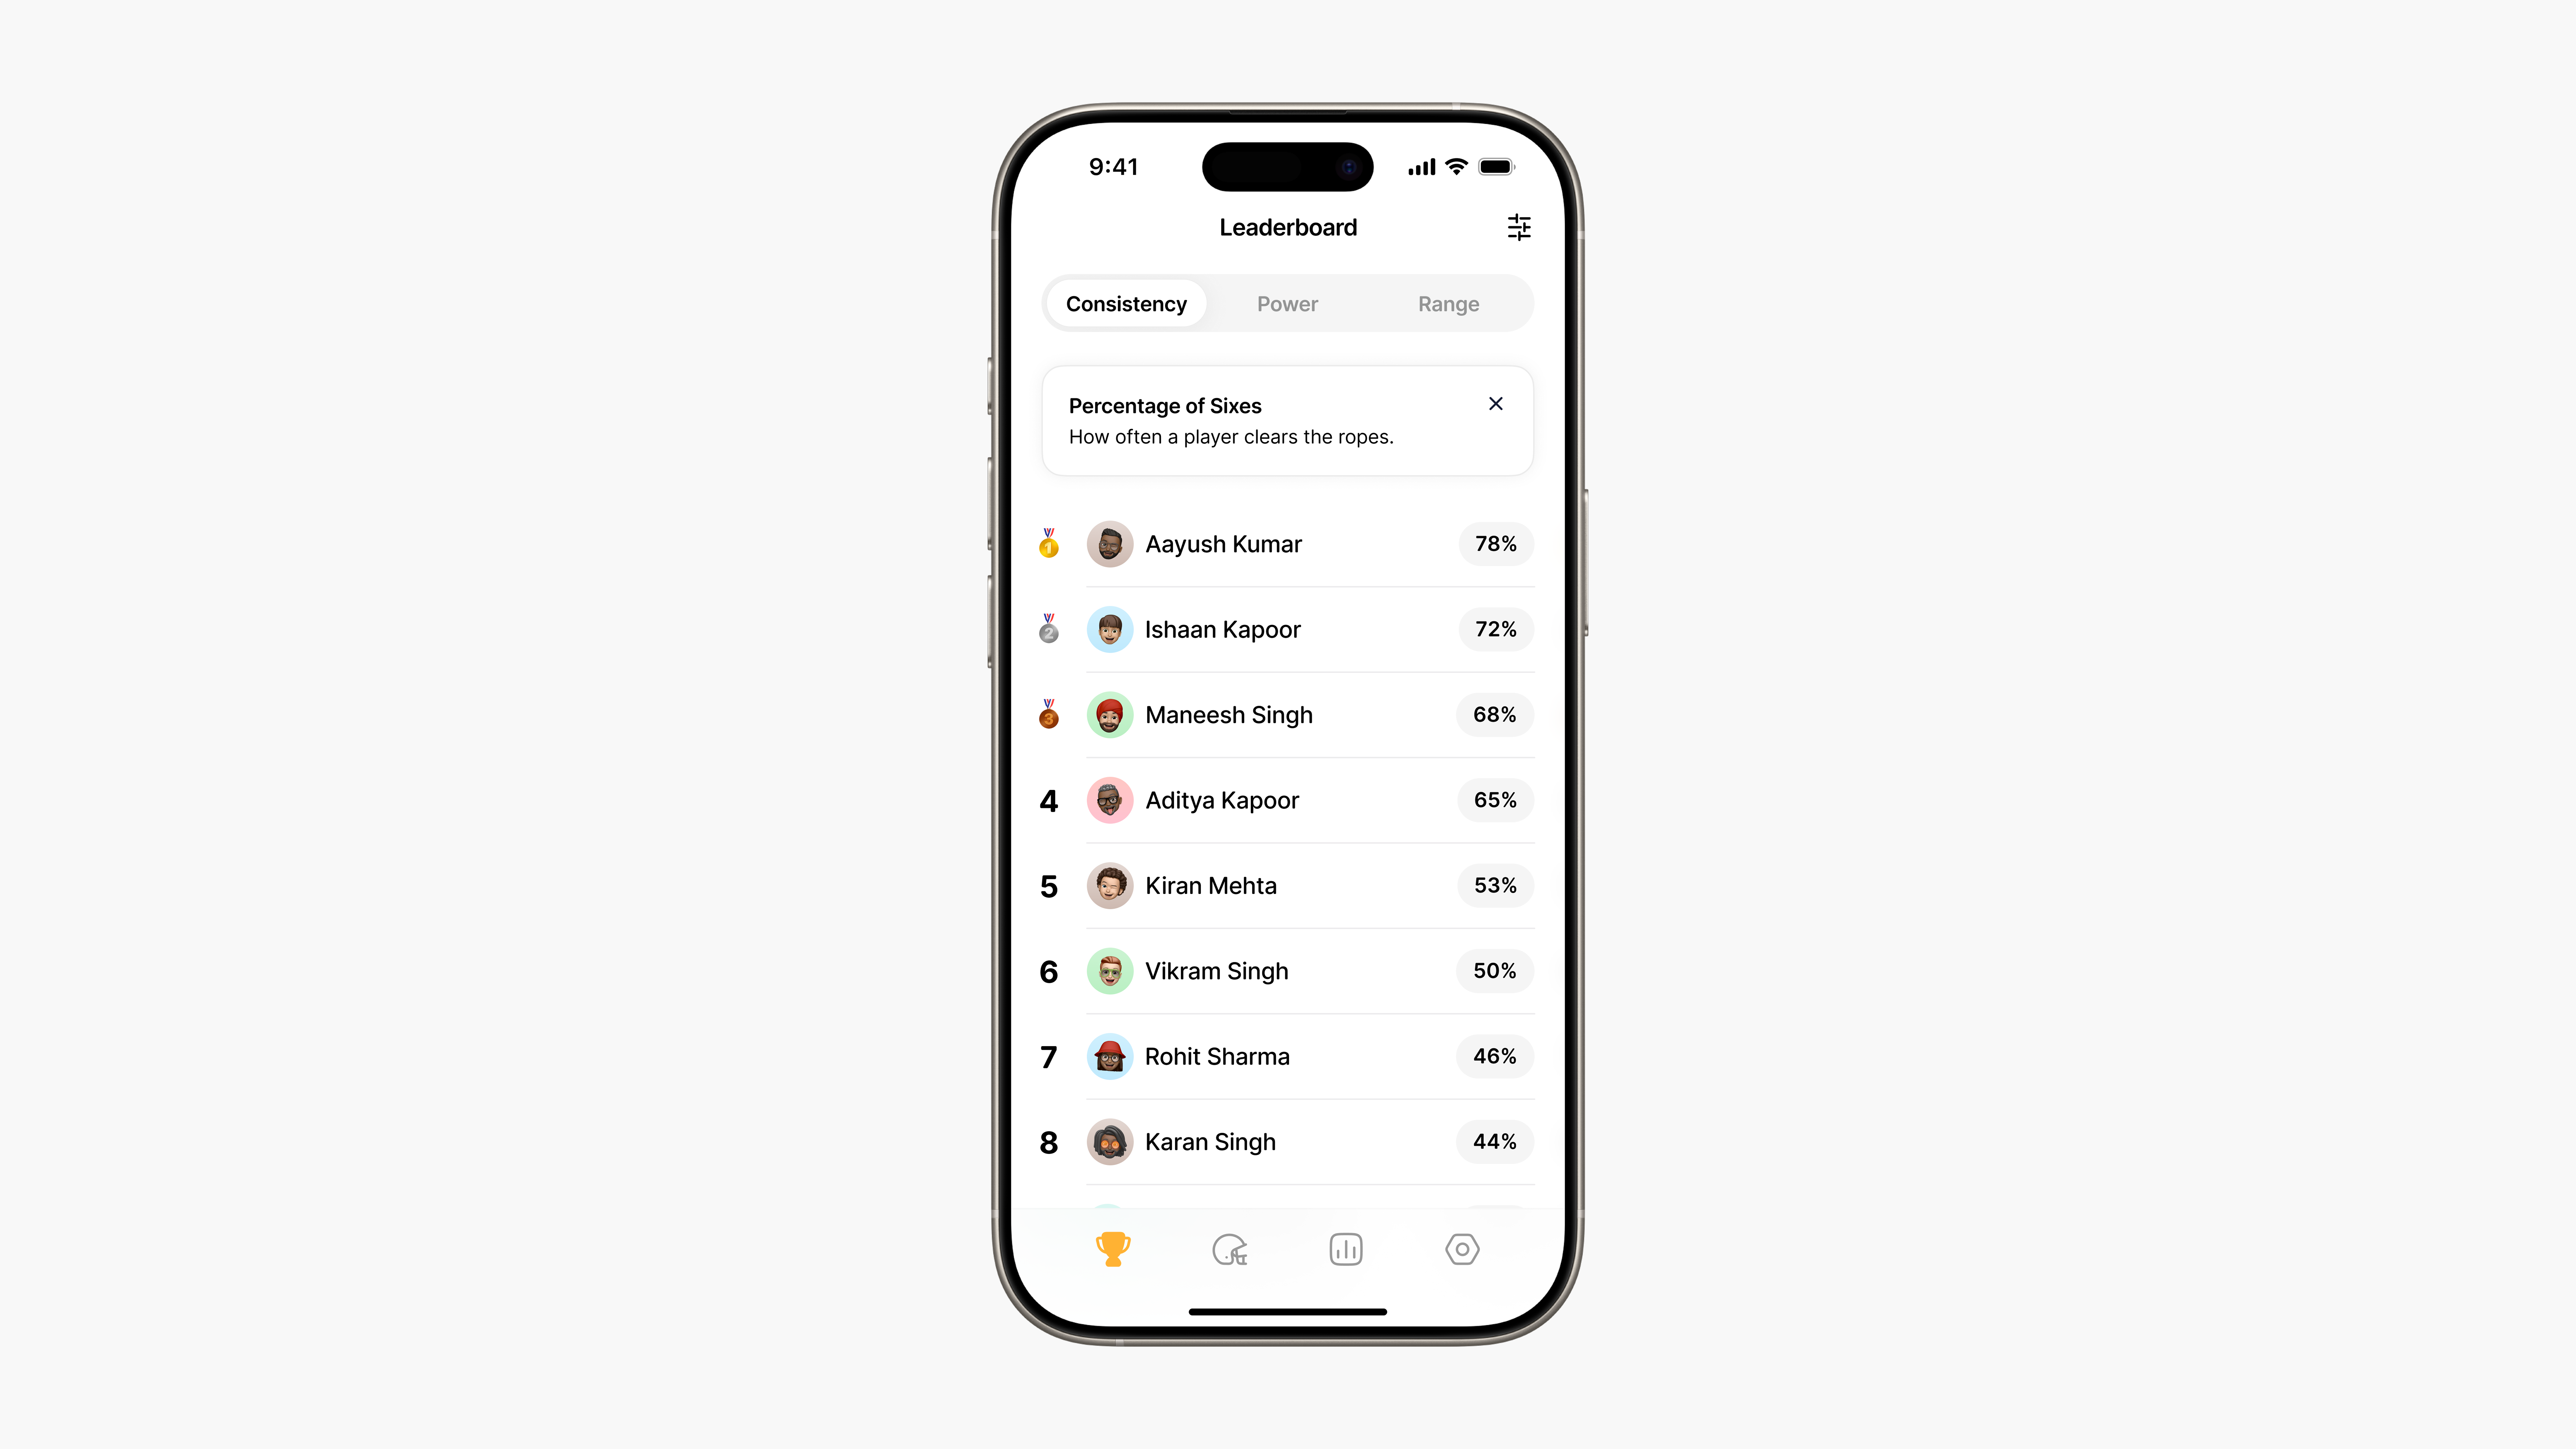 9:41
Leaderboard
Consistency Power Range
Percentage of Sixes
How often a player clears the ropes.
1 Aayush Kumar 78%
2 Ishaan Kapoor 72%
3 Maneesh Singh 68%
4 Aditya Kapoor 65%
5 Kiran Mehta 53%
6 Vikram Singh 50%
7 Rohit Sharma 46%
8 Karan Singh 44%